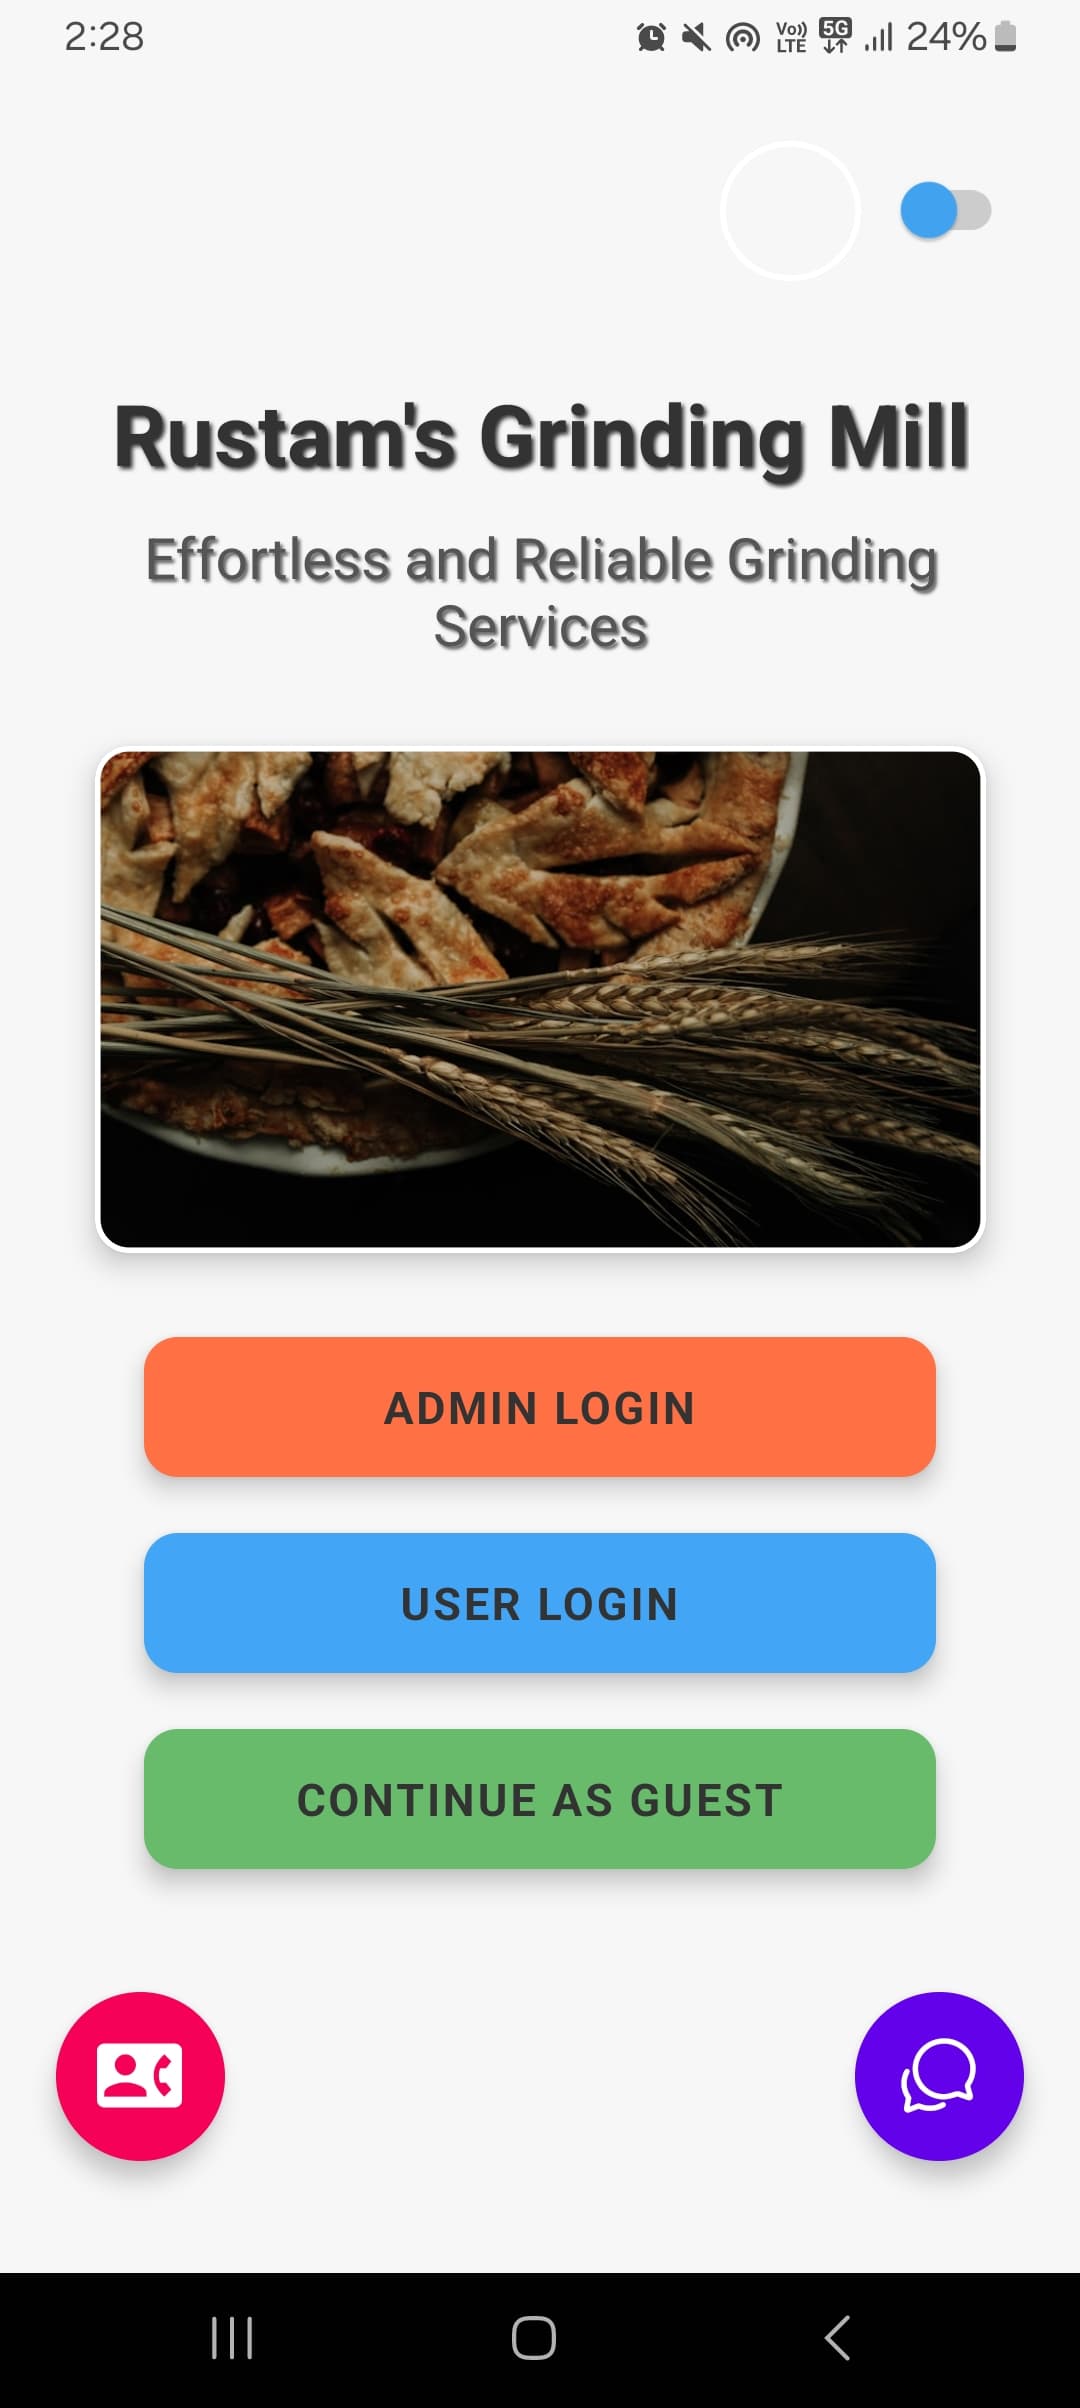 2:28
Vo)) LTE 5G 24%
Rustam's Grinding Mill
Effortless and Reliable Grinding
Services
ADMIN LOGIN
USER LOGIN
CONTINUE AS GUEST